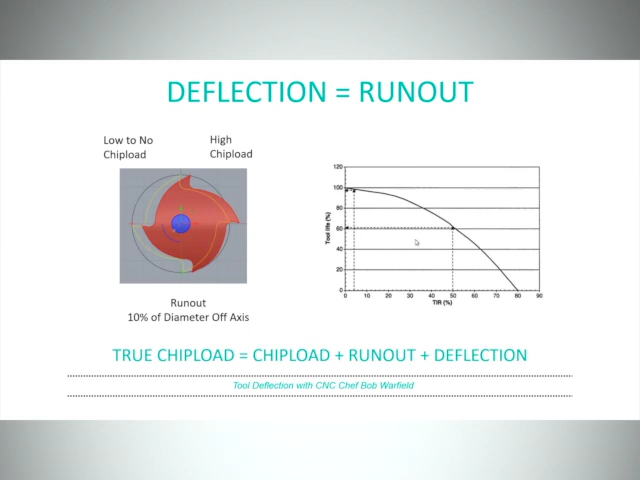 DEFLECTION = RUNOUT
Low to No
Chipload
High
Chipload
Runout
10% of Diameter Off Axis
120
100
80
60
40
20
0
Tool life (%)
0 10 20 30 40 50 60 70 80 90
TIR (%)
TRUE CHIPLOAD = CHIPLOAD + RUNOUT + DEFLECTION
Tool Deflection with CNC Chef Bob Warfield